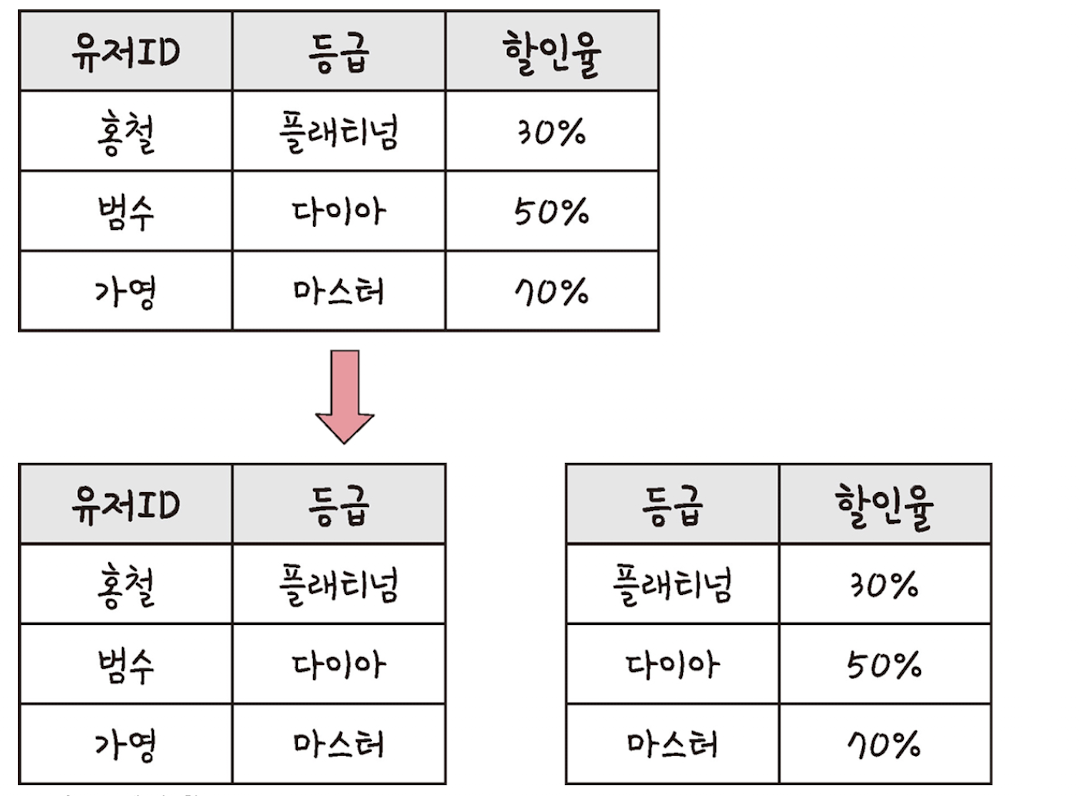 유저ID 등급 할인율
홍철 플래티넘 30%
범수 다이아 50%
가영 마스터 70%
유저ID 등급 등급 할인율
홍철 플래티넘 플래티넘 30%
범수 다이아 다이아 50%
가영 마스터 마스터 70%